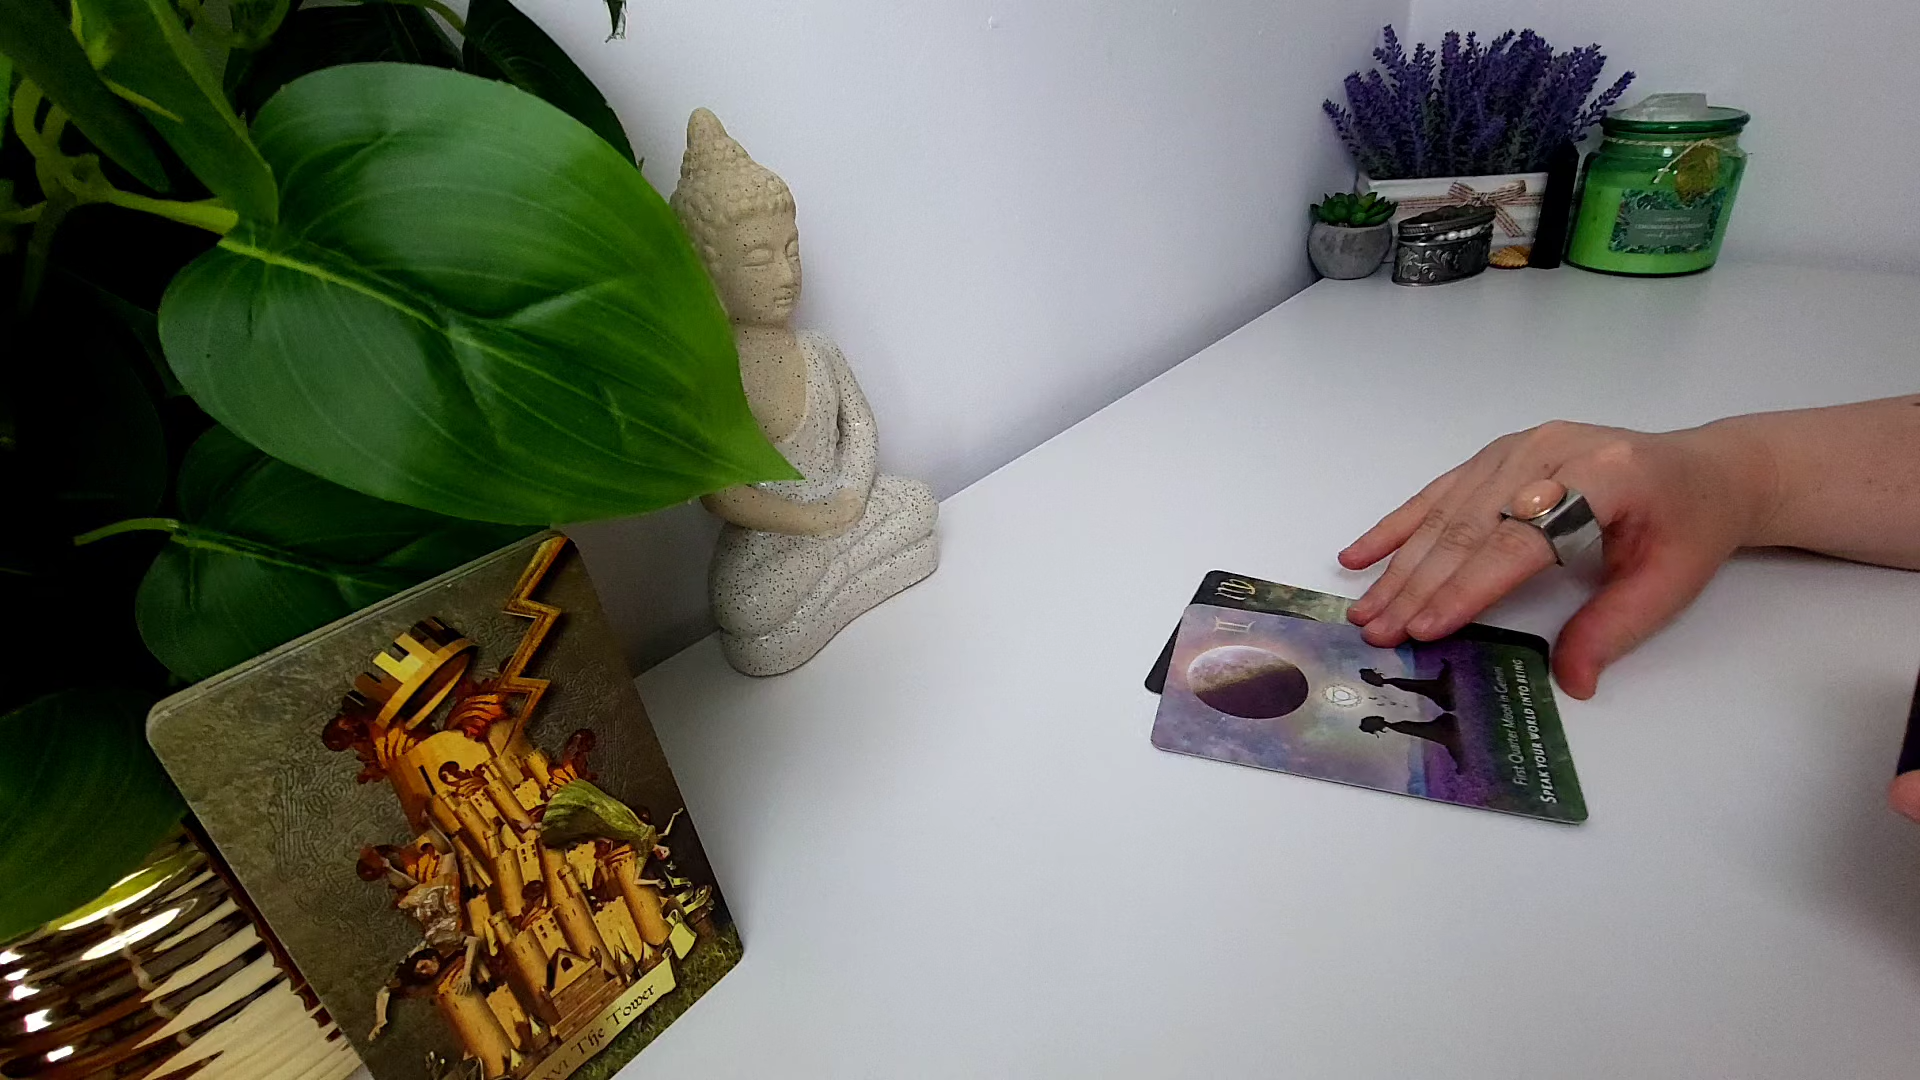 XVI The Tower
First Quarter Moon in Gemini
SPEAK YOUR WORLD INTO BEING